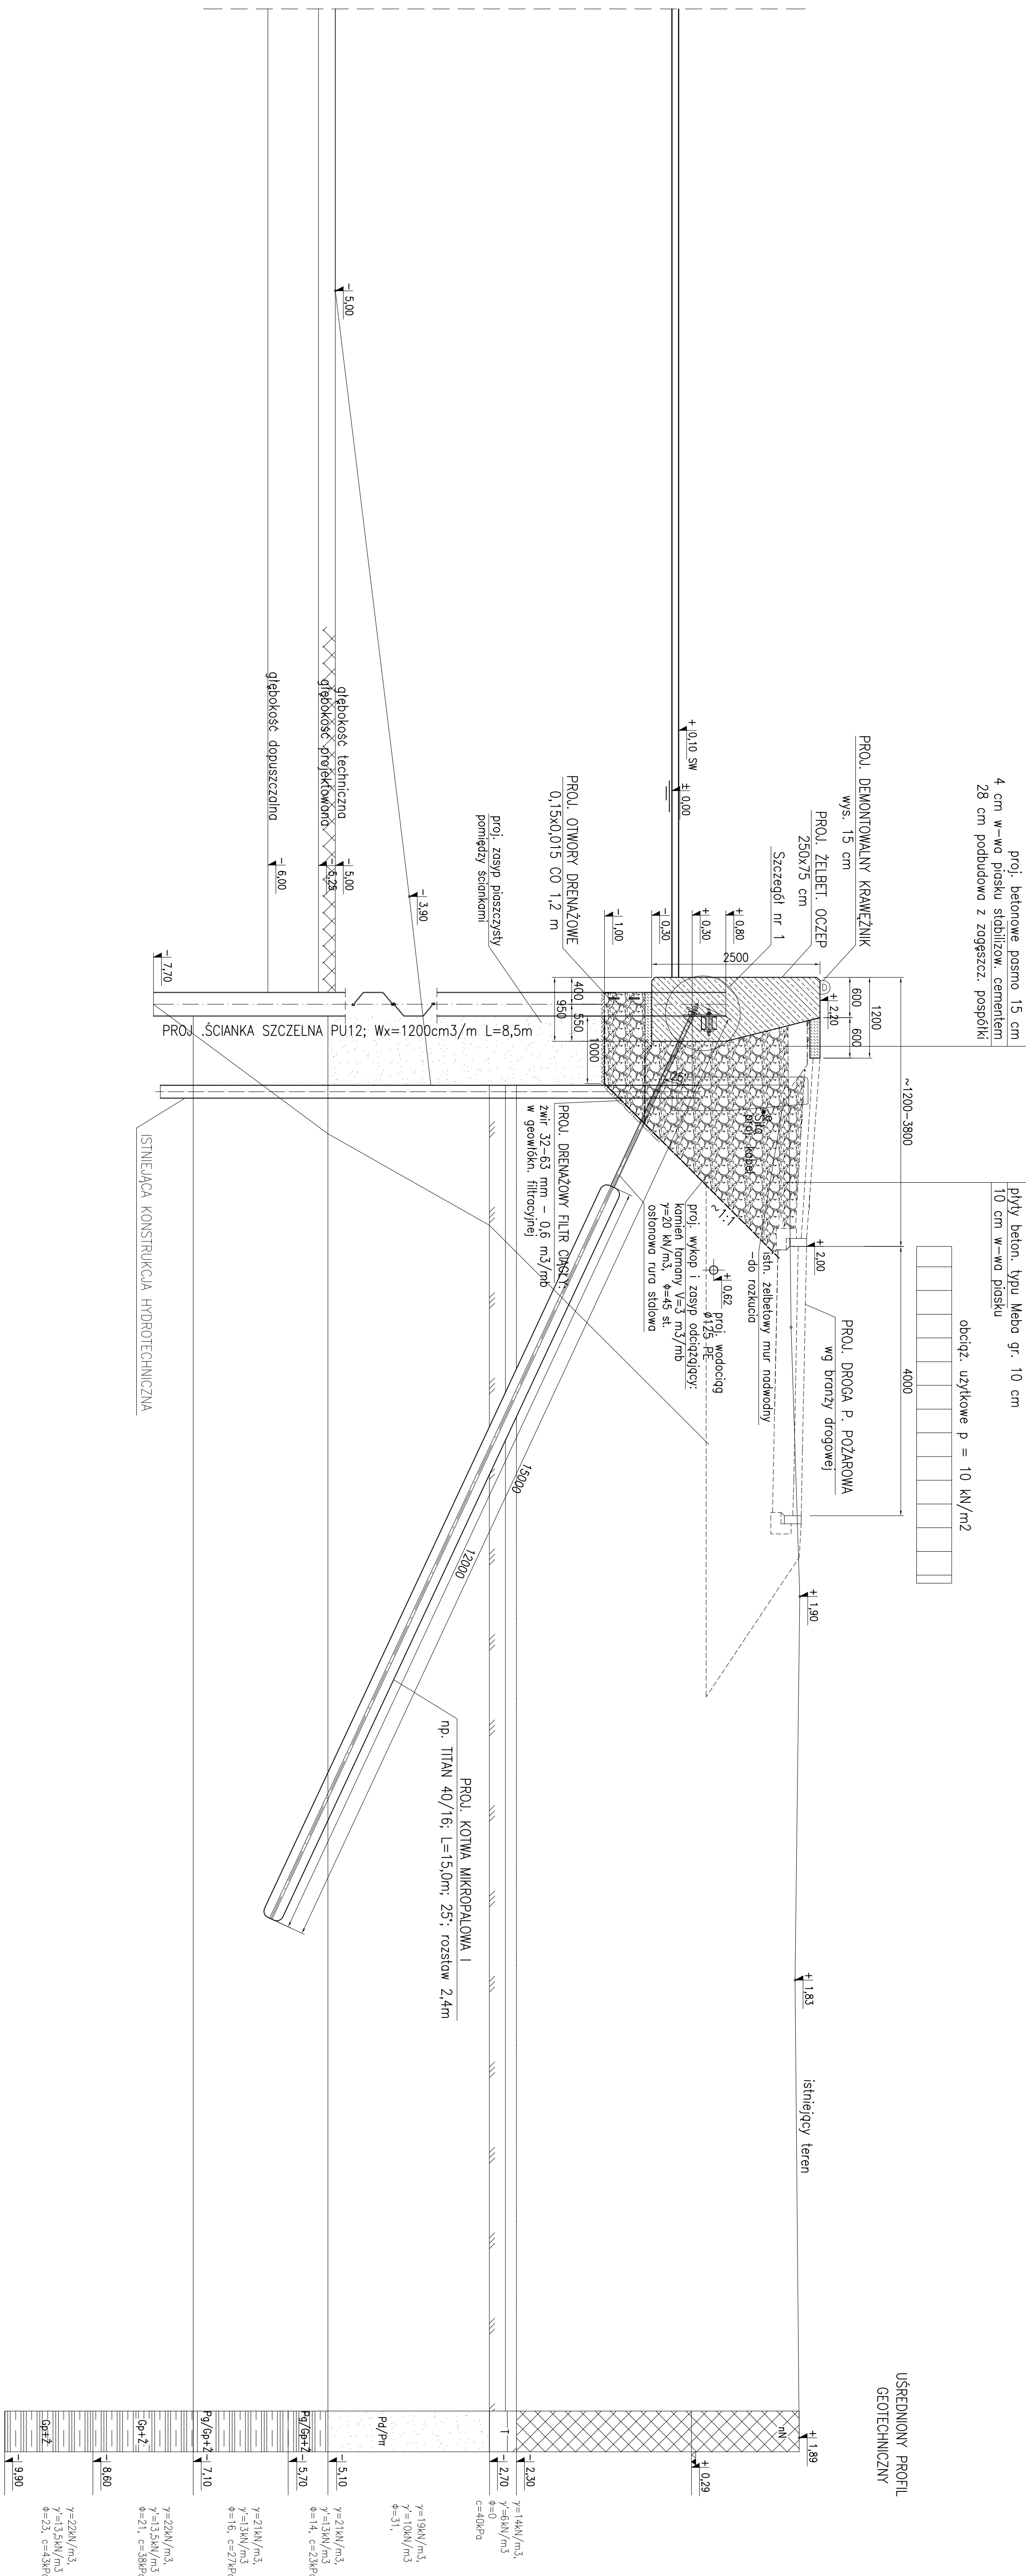 proj. betonowe pasmo 15 cm
4 cm w-wa piasku stabilizow. cementem
28 cm podbudowa z zagęszcz. pospółki
płyty beton. typu Meba gr. 10 cm
10 cm w-wa piasku
obciąż. użytkowe p = 10 kN/m2
UŚREDNIONY PROFIL
GEOTECHNICZNY
PROJ. DEMONTOWALNY KRAWĘŻNIK
wys. 15 cm
PROJ. ŻELBET. OCZEP
250x75 cm
Szczegół nr 1
~1200-3800
4000
1200
600
600
+ 2,20
+ 2,00
PROJ. DROGA P. POŻAROWA
wg branży drogowej
+ 1,90
+ 1,83
istniejący teren
+ 1,89
nN
+ 0,29
+ 0,10 SW
± 0,00
2500
+ 0,80
+ 0,30
- 0,30
- 1,00
400
550
950
1000
25°
~1:1
proj. kabel
istn. żelbetowy mur nadwodny
-do rozkucia
+ 0,62
proj. wodociąg
Ø125 PE
proj. wykop i zasyp odciążający:
kamień łamany V=3 m3/mb
γ=20 kN/m3, Φ=45 st.
osłonowa rura stalowa
PROJ. OTWORY DRENAŻOWE
0,15x0,015 CO 1,2 m
PROJ. DRENAŻOWY FILTR CIĄGŁY:
żwir 32-63 mm - 0,6 m3/mb
w geowłókn. filtracyjnej
proj. zasyp piaszczysty
pomiędzy ściankami
15000
12000
PROJ. KOTWA MIKROPALOWA I
np. TITAN 40/16; L=15,0m; 25°; rozstaw 2,4m
- 5,00
- 3,90
głębokość techniczna
- 5,00
głębokość projektowana
- 5,25
głębokość dopuszczalna
- 6,00
- 7,70
PROJ .ŚCIANKA SZCZELNA PU12; Wx=1200cm3/m L=8,5m
ISTNIEJĄCA KONSTRUKCJA HYDROTECHNICZNA
- 2,30
T
- 2,70
Pd/Pπ
- 5,10
Pg/Gp+Ż
- 5,70
Pg/Gp+Ż
- 7,10
Gp+Ż
- 8,60
Gp+Ż
- 9,90
γ=14kN/m3,
γ'=6kN/m3
Φ=0
c=40kPa
γ=19kN/m3,
γ'=10kN/m3
Φ=31,
γ=21kN/m3,
γ'=13kN/m3
Φ=14, c=23kPa
γ=21kN/m3,
γ'=13kN/m3
Φ=16, c=27kPa
γ=22kN/m3,
γ'=13,5kN/m3
Φ=21, c=38kPa
γ=22kN/m3,
γ'=13,5kN/m3
Φ=23, c=43kPa